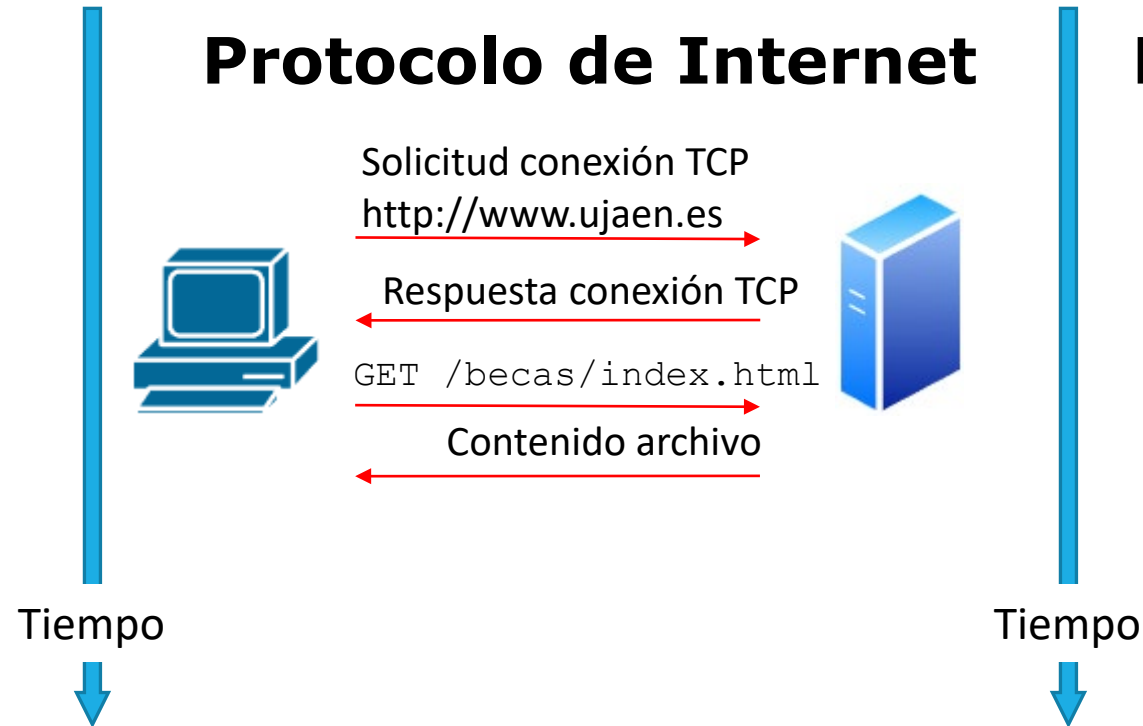 Protocolo de Internet
Solicitud conexión TCP
http://www.ujaen.es
Respuesta conexión TCP
GET /becas/index.html
Contenido archivo
Tiempo
Tiempo